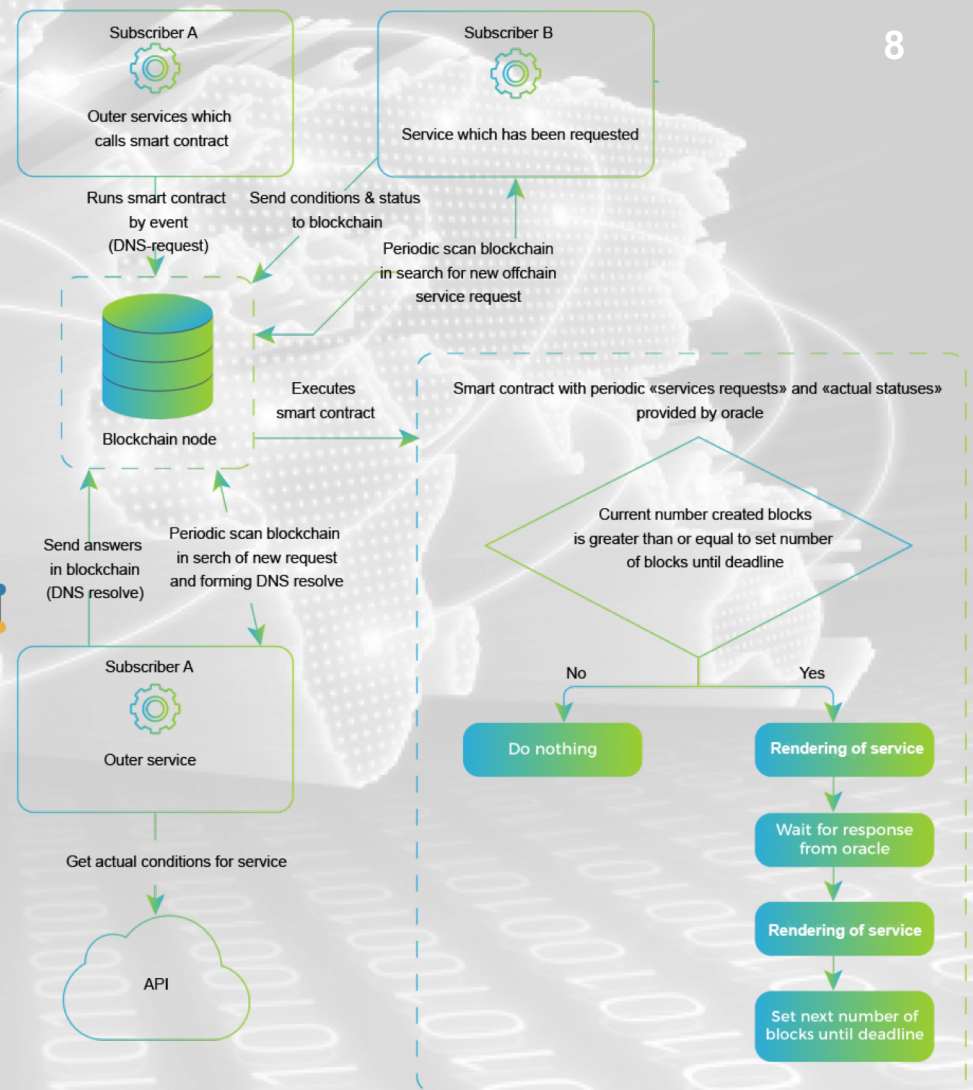 8
Subscriber A
Outer services which
calls smart contract
Subscriber B
Service which has been requested
Runs smart contract
by event
(DNS-request)
Send conditions & status
to blockchain
Periodic scan blockchain
in search for new offchain
service request
Blockchain node
Executes
smart contract
Smart contract with periodic «services requests» and «actual statuses»
provided by oracle
Current number created blocks
is greater than or equal to set number
of blocks until deadline
Send answers
in blockchain
(DNS resolve)
Periodic scan blockchain
in serch of new request
and forming DNS resolve
Subscriber A
Outer service
Get actual conditions for service
API
No
Yes
Do nothing
Rendering of service
Wait for response
from oracle
Rendering of service
Set next number of
blocks until deadline